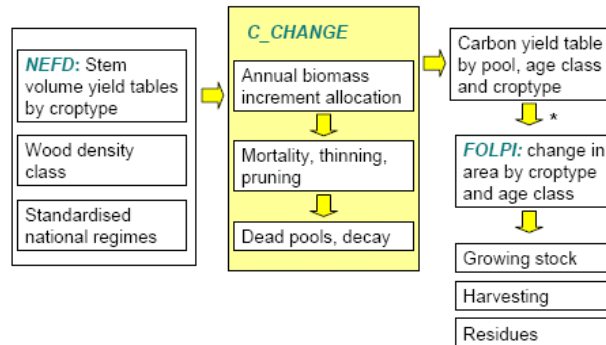 NEFD: Stem
volume yield tables
by croptype
Wood density
class
Standardised
national regimes
C_CHANGE
Annual biomass
increment allocation
Mortality, thinning,
pruning
Dead pools, decay
Carbon yield table
by pool, age class
and croptype
*
FOLPI: change in
area by croptype
and age class
Growing stock
Harvesting
Residues